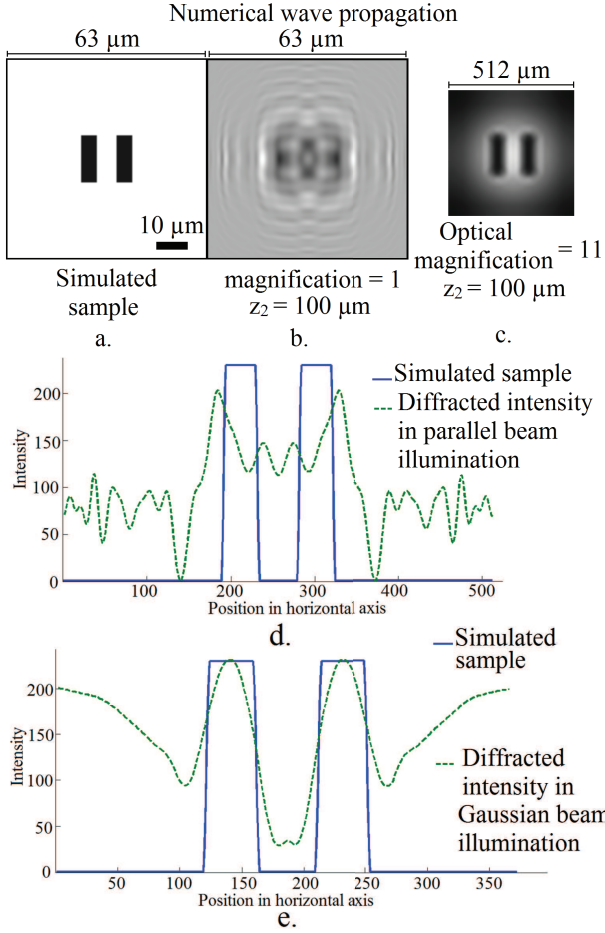 Numerical wave propagation
63 µm
63 µm
512 µm
10 µm
Simulated
sample
magnification = 1
z2 = 100 µm
Optical
magnification = 11
z2 = 100 µm
a.
b.
c.
Intensity
200
150
100
50
0
100
200
300
400
500
Position in horizontal axis
Simulated sample
Diffracted intensity
in parallel beam
illumination
d.
Intensity
200
150
100
50
0
50
100
150
200
250
300
350
Position in horizontal axis
Simulated
sample
Diffracted
intensity in
Gaussian beam
illumination
e.